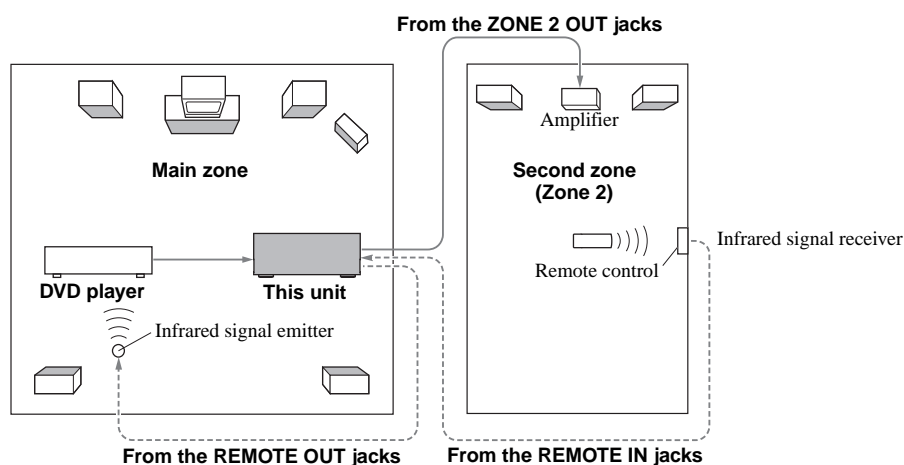 From the ZONE 2 OUT jacks
Amplifier
Main zone
Second zone
(Zone 2)
Infrared signal receiver
Remote control
DVD player
This unit
Infrared signal emitter
From the REMOTE OUT jacks
From the REMOTE IN jacks